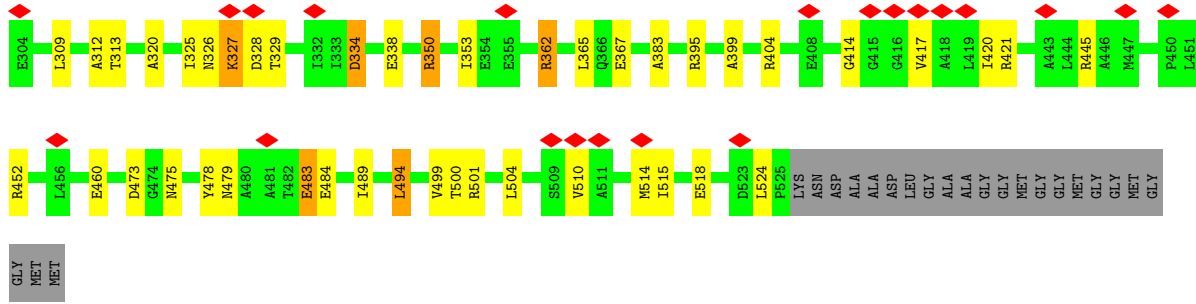 E304 L309 A312 T313 A320 I325 N326 K327 D328 T329 I332 I333 D334 E338 R350 I353 E354 E355 R362 L365 Q366 E367 A383 R395 A399 R404 E408 G414 G415 G416 V417 A418 L419 I420 R421 A443 L444 R445 A446 M447 P450 L451
R452 L456 E460 D473 G474 N475 Y478 N479 A480 A481 T482 E483 E484 I489 L494 V499 T500 R501 L504 S509 V510 A511 M514 I515 E518 D523 L524 P525 LYS ASN ASP ALA ALA ASP LEU GLY ALA ALA GLY GLY MET GLY GLY MET GLY GLY MET GLY
GLY MET MET